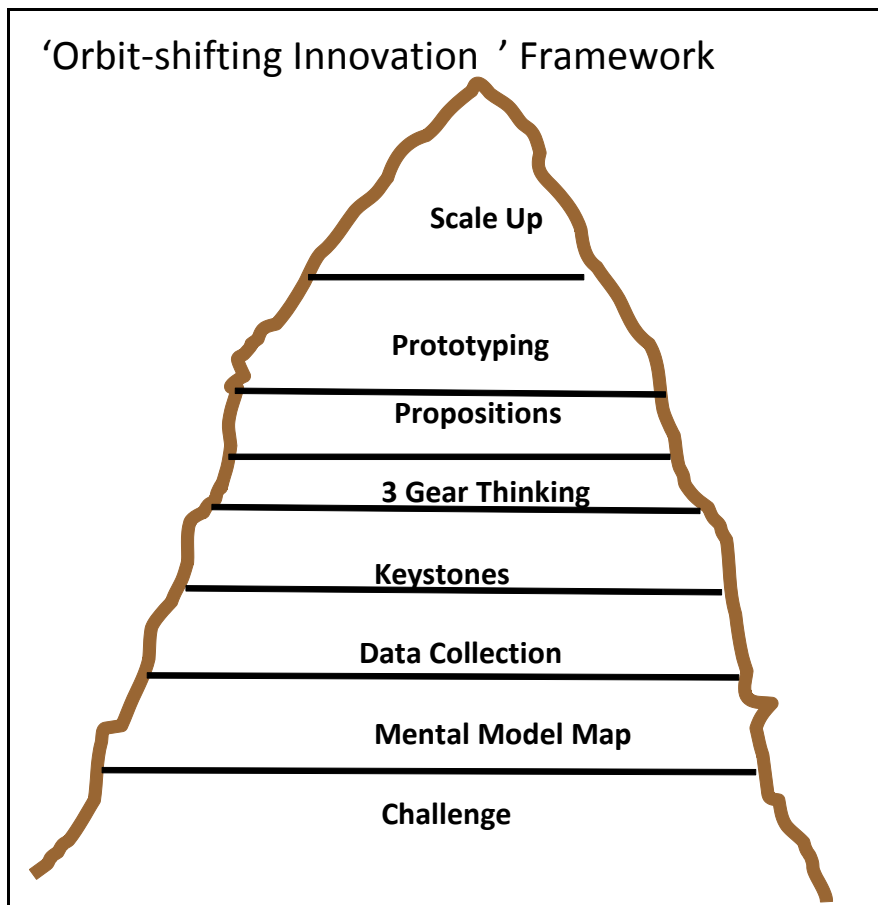 ‘Orbit-shifting Innovation ’ Framework
Scale Up
Prototyping
Propositions
3 Gear Thinking
Keystones
Data Collection
Mental Model Map
Challenge